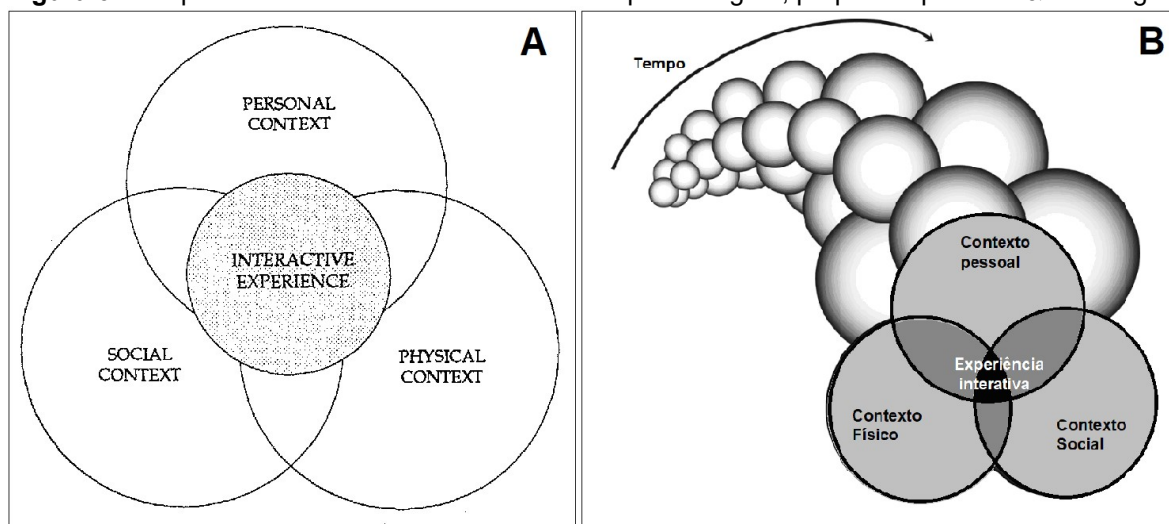 A
PERSONAL
CONTEXT
INTERACTIVE
EXPERIENCE
SOCIAL
CONTEXT
PHYSICAL
CONTEXT
B
Tempo
Contexto
pessoal
Experiência
interativa
Contexto
Físico
Contexto
Social